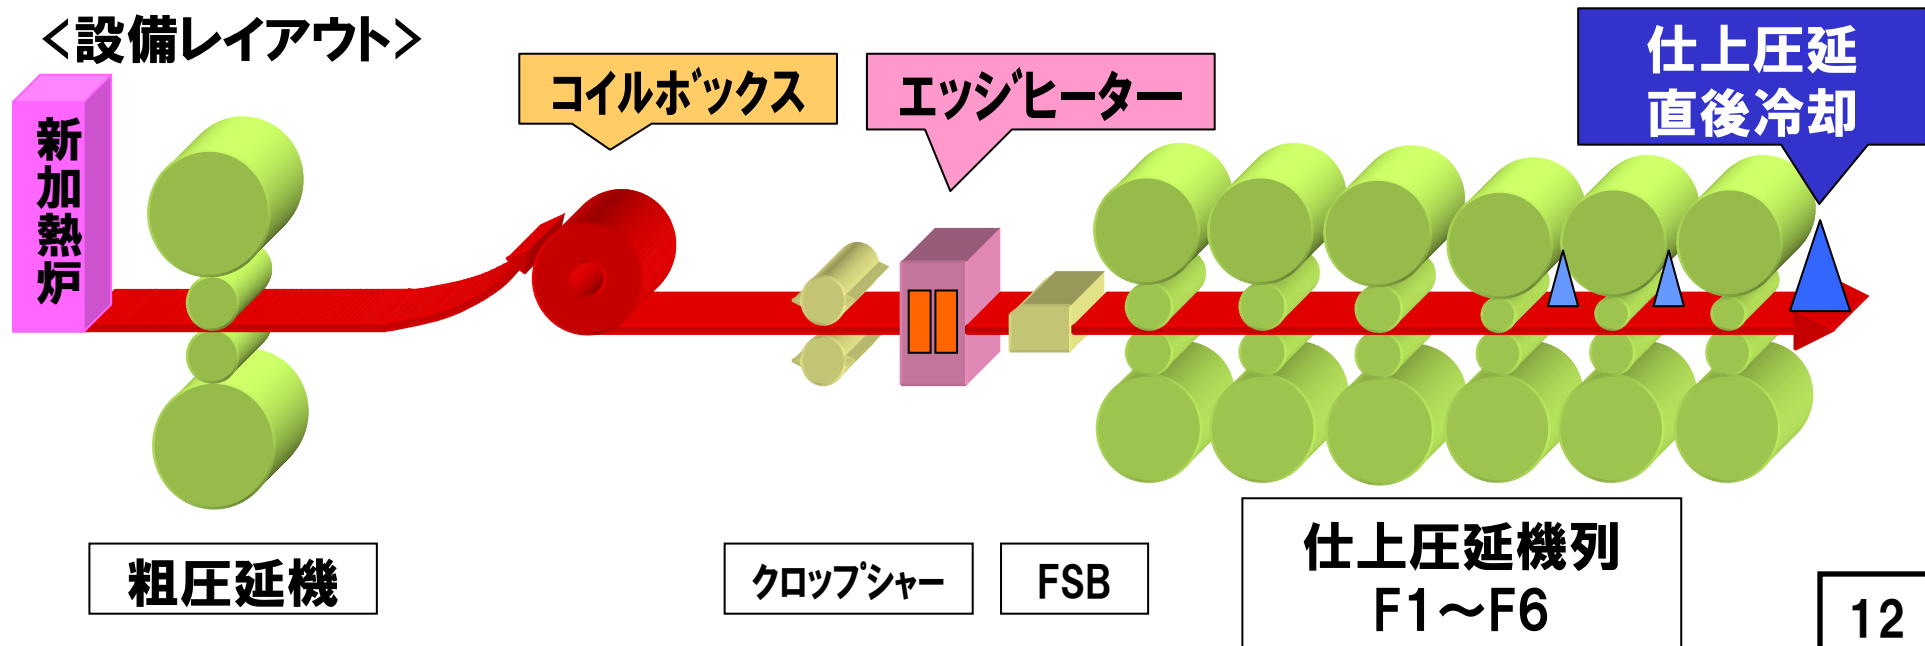 ＜設備レイアウト＞
新加熱炉
コイルボックス
エッジヒーター
仕上圧延
直後冷却
粗圧延機
クロップシャー
FSB
仕上圧延機列
F1～F6
12